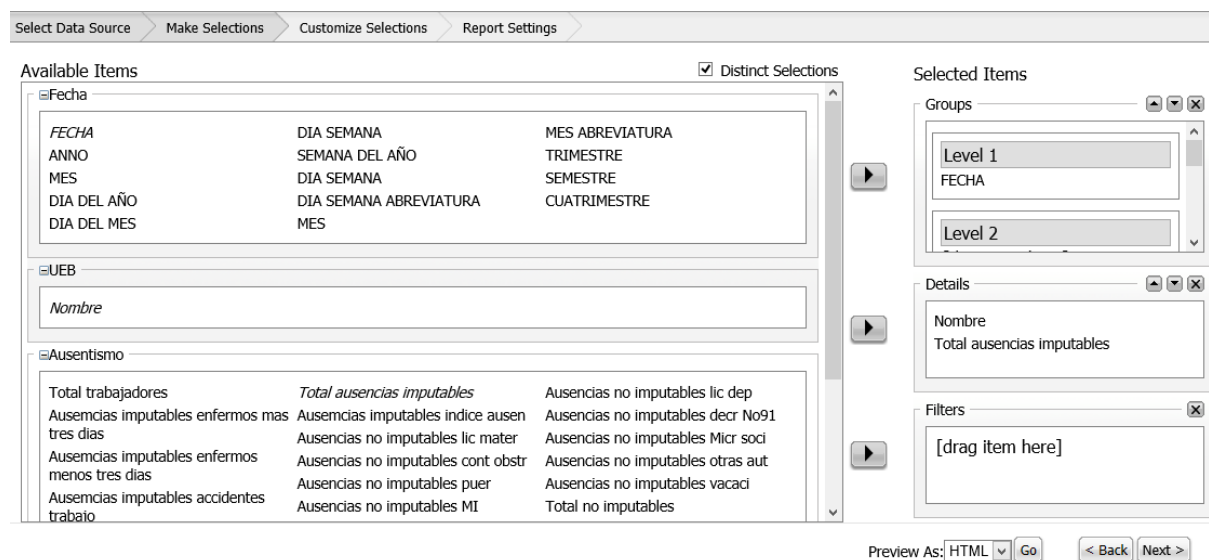 Select Data Source
Make Selections
Customize Selections
Report Settings
Available Items
Distinct Selections
Fecha
FECHA DIA SEMANA MES ABREVIATURA
ANNO SEMANA DEL AÑO TRIMESTRE
MES DIA SEMANA SEMESTRE
DIA DEL AÑO DIA SEMANA ABREVIATURA CUATRIMESTRE
DIA DEL MES MES
UEB
Nombre
Ausentismo
Total trabajadores
Ausemcias imputables enfermos mas
tres dias
Ausemcias imputables enfermos
menos tres dias
Ausemcias imputables accidentes
trabajo
Total ausencias imputables
Ausemcias imputables indice ausen
Ausencias no imputables lic mater
Ausencias no imputables cont obstr
Ausencias no imputables puer
Ausencias no imputables MI
Ausencias no imputables lic dep
Ausencias no imputables decr No91
Ausencias no imputables Micr soci
Ausencias no imputables otras aut
Ausencias no imputables vacaci
Total no imputables
Selected Items
Groups
Level 1
FECHA
Level 2
Details
Nombre
Total ausencias imputables
Filters
[drag item here]
Preview As: HTML Go < Back Next >